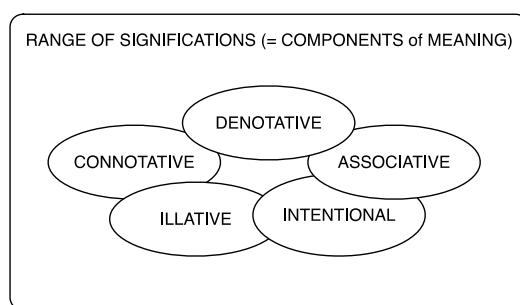 RANGE OF SIGNIFICATIONS (= COMPONENTS of MEANING)
DENOTATIVE
CONNOTATIVE
ASSOCIATIVE
ILLATIVE
INTENTIONAL